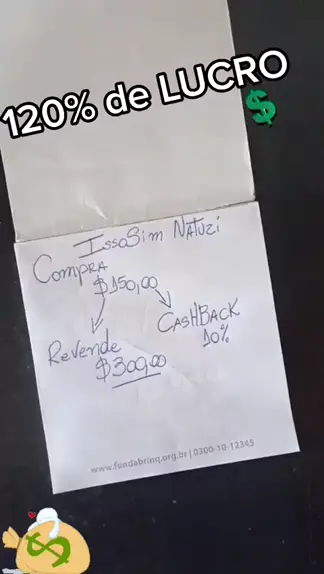 120% de LUCRO
IssoSim Natuzi
Compra
$150,00
CASHBACK
10%
Revende
$300,00
www.fundabrinq.org.br | 0300-10-12345